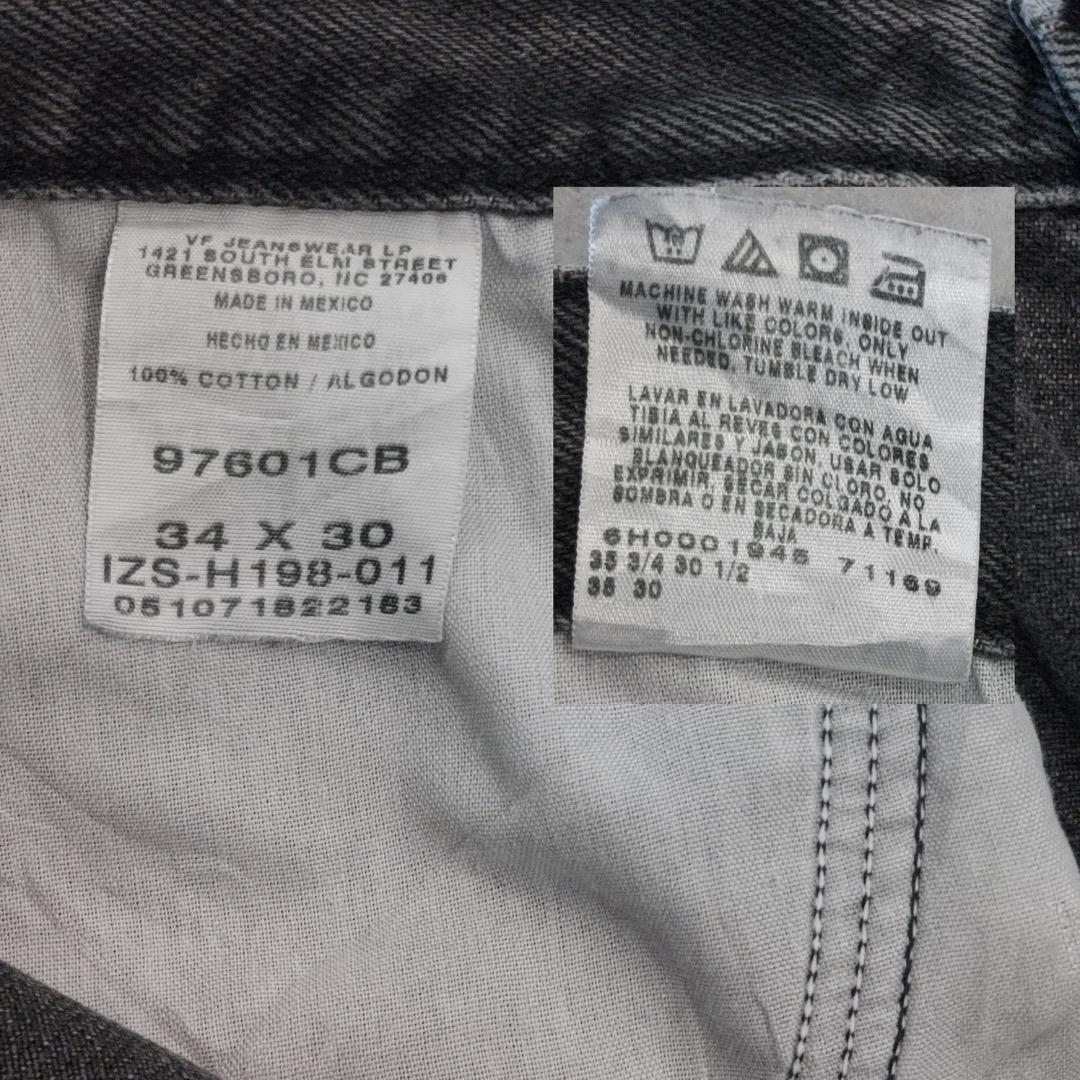 VF JEANSWEAR LP
1421 SOUTH ELM STREET
GREENSBORO, NC 27406
MADE IN MEXICO
HECHO EN MEXICO
100% COTTON / ALGODON
97601CB
34 X 30
IZS-H198-011
051071822183
MACHINE WASH WARM INSIDE OUT
WITH LIKE COLORS, ONLY
NON-CHLORINE BLEACH WHEN
NEEDED, TUMBLE DRY LOW
LAVAR EN LAVADORA CON AGUA
TIBIA AL REVES CON COLORES
SIMILARES Y JABON, USAR SOLO
BLANQUEADOR SIN CLORO, NO
EXPRIMIR, SECAR COLGADO A LA
SOMBRA O EN SECADORA A TEMP.
BAJA
6H0001945 71169
35 3/4 30 1/2
35 30